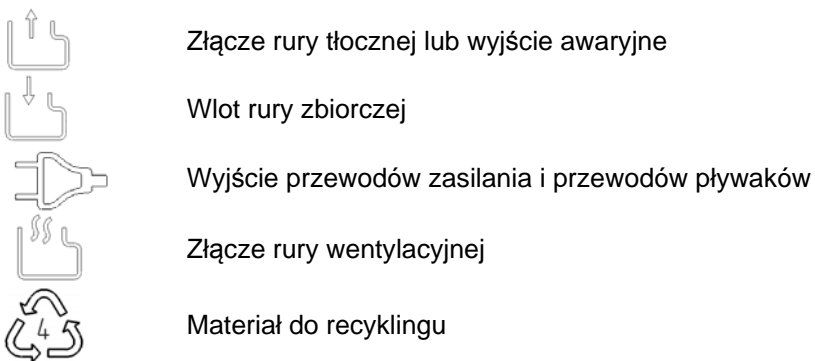 Złącze rury tłocznej lub wyjście awaryjne
Wlot rury zbiorczej
Wyjście przewodów zasilania i przewodów pływaków
Złącze rury wentylacyjnej
4
Materiał do recyklingu